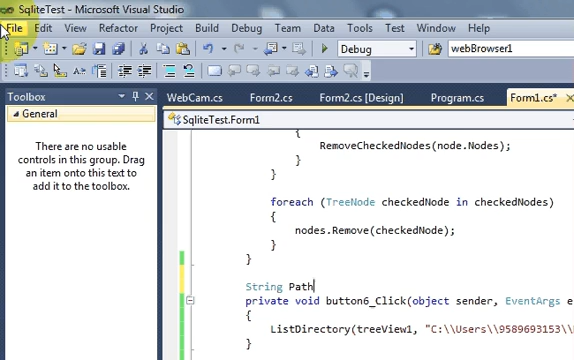 SqliteTest - Microsoft Visual Studio
File Edit View Refactor Project Build Debug Team Data Tools Test Window Help
Debug webBrowser1
Toolbox
WebCam.cs Form2.cs Form2.cs [Design] Program.cs Form1.cs*
General
SqliteTest.Form1
There are no usable
controls in this group. Drag
an item onto this text to
add it to the toolbox.
{
RemoveCheckedNodes(node.Nodes);
}
}
foreach (TreeNode checkedNode in checkedNodes)
{
nodes.Remove(checkedNode);
}
}
String Path
private void button6_Click(object sender, EventArgs e
{
ListDirectory(treeView1, "C:\\Users\\9589693153\\
}